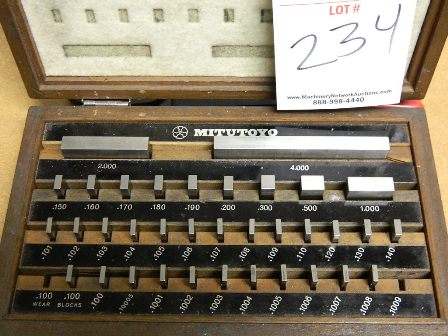 LOT #
234
www.MachineryNetworkAuctions.com
888-998-4440
MITUTOYO
2.000 4.000
.150 .160 .170 .180 .190 .200 .300 .500 1.000
.101 .102 .103 .104 .105 .106 .107 .108 .109 .110 .120 .130 .140
.100 .100 .100 .10005 .1001 .1002 .1003 .1004 .1005 .1006 .1007 .1008 .1009
WEAR BLOCKS